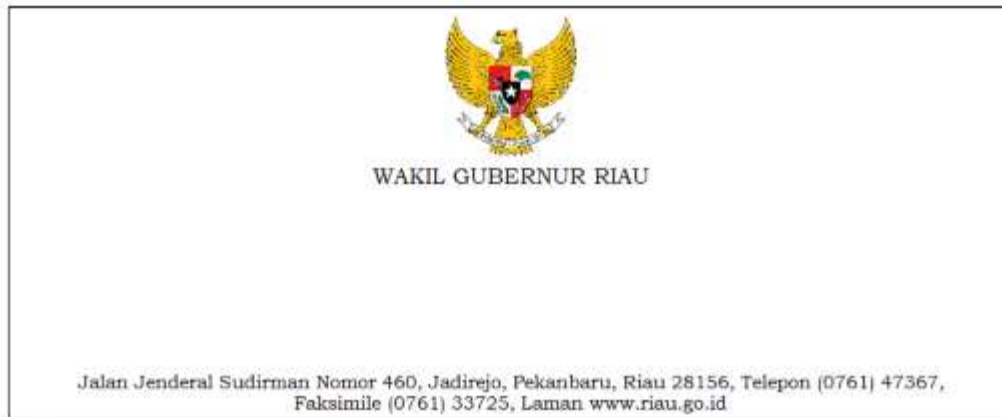 WAKIL GUBERNUR RIAU
Jalan Jenderal Sudirman Nomor 460, Jadirejo, Pekanbaru, Riau 28156, Telepon (0761) 47367,
Faksimile (0761) 33725, Laman www.riau.go.id